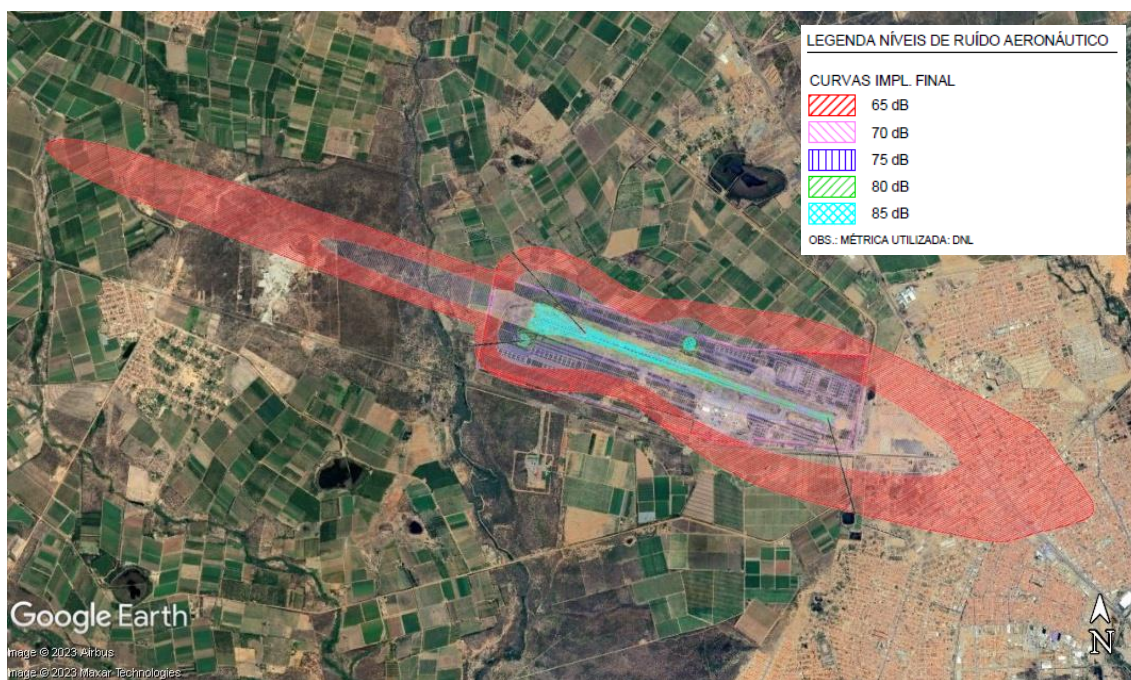 LEGENDA NÍVEIS DE RUÍDO AERONÁUTICO
CURVAS IMPL. FINAL
65 dB
70 dB
75 dB
80 dB
85 dB
OBS.: MÉTRICA UTILIZADA: DNL
Google Earth
Image © 2023 Airbus
Image © 2023 Maxar Technologies
N